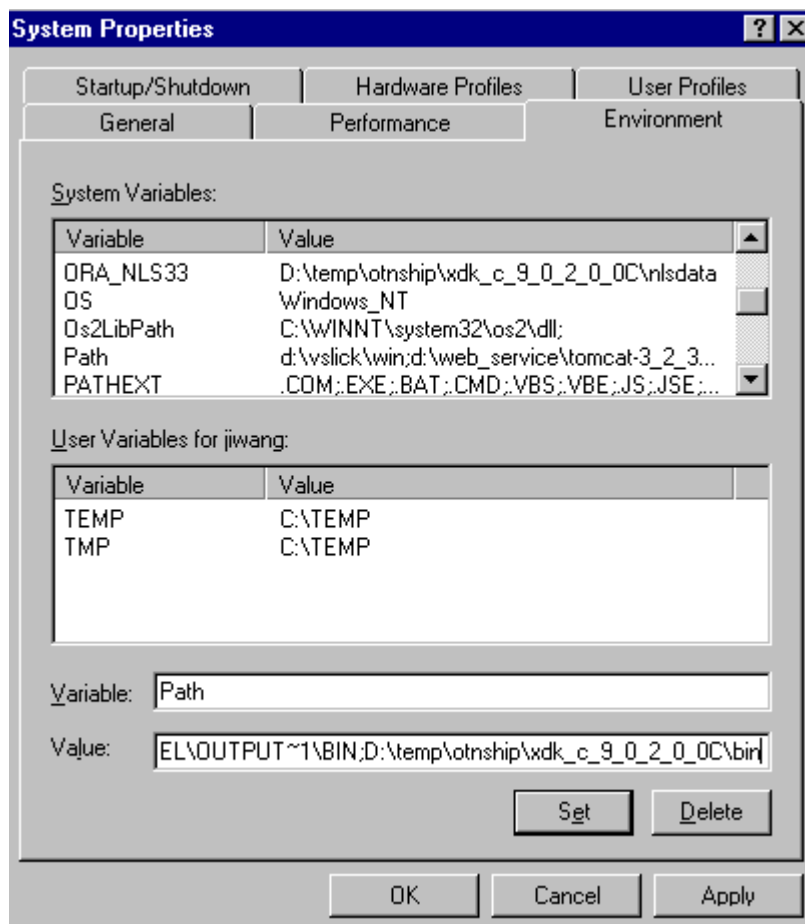 System Properties
Startup/Shutdown Hardware Profiles User Profiles
General Performance Environment
System Variables:
Variable Value
ORA_NLS33 D:\temp\otnship\xdk_c_9_0_2_0_0C\nlsdata
OS Windows_NT
Os2LibPath C:\WINNT\system32\os2\dll;
Path d:\vslick\win;d:\web_service\tomcat-3_2_3...
PATHEXT .COM;.EXE;.BAT;.CMD;.VBS;.VBE;.JS;.JSE;...
User Variables for jiwang:
Variable Value
TEMP C:\TEMP
TMP C:\TEMP
Variable: Path
Value: EL\OUTPUT~1\BIN;D:\temp\otnship\xdk_c_9_0_2_0_0C\bin
Set Delete
OK Cancel Apply